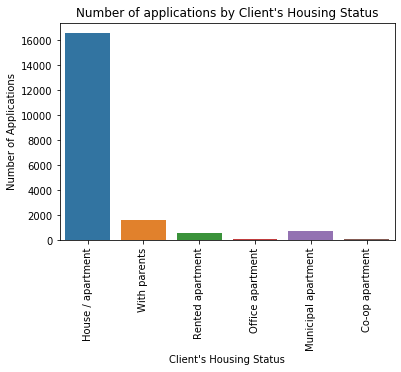 Number of applications by Client's Housing Status
16000
14000
12000
10000
8000
6000
4000
2000
0
Number of Applications
House / apartment
With parents
Rented apartment
Office apartment
Municipal apartment
Co-op apartment
Client's Housing Status